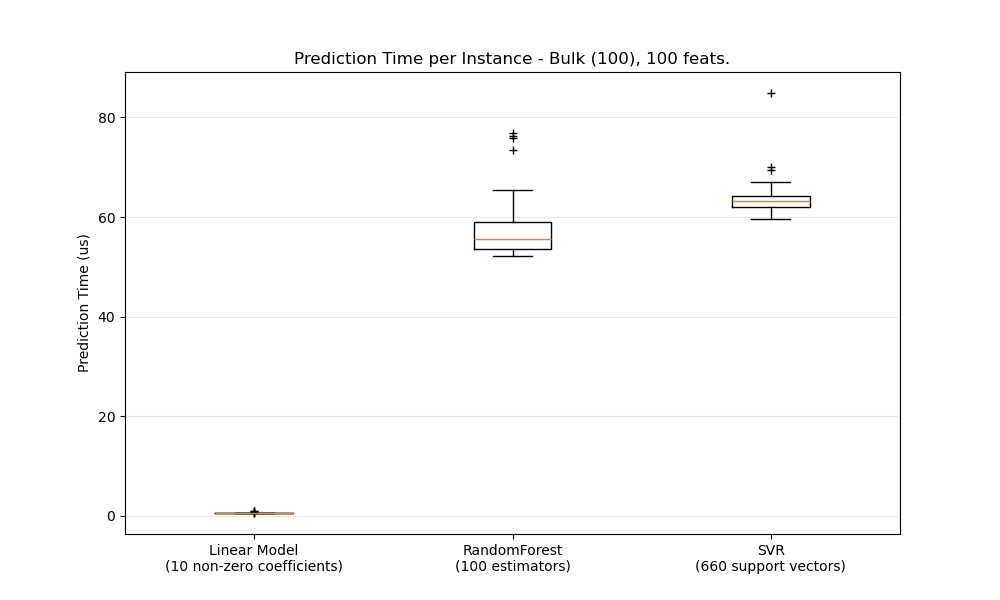 Prediction Time per Instance - Bulk (100), 100 feats.
Prediction Time (us)
80
60
40
20
0
Linear Model
(10 non-zero coefficients)
RandomForest
(100 estimators)
SVR
(660 support vectors)